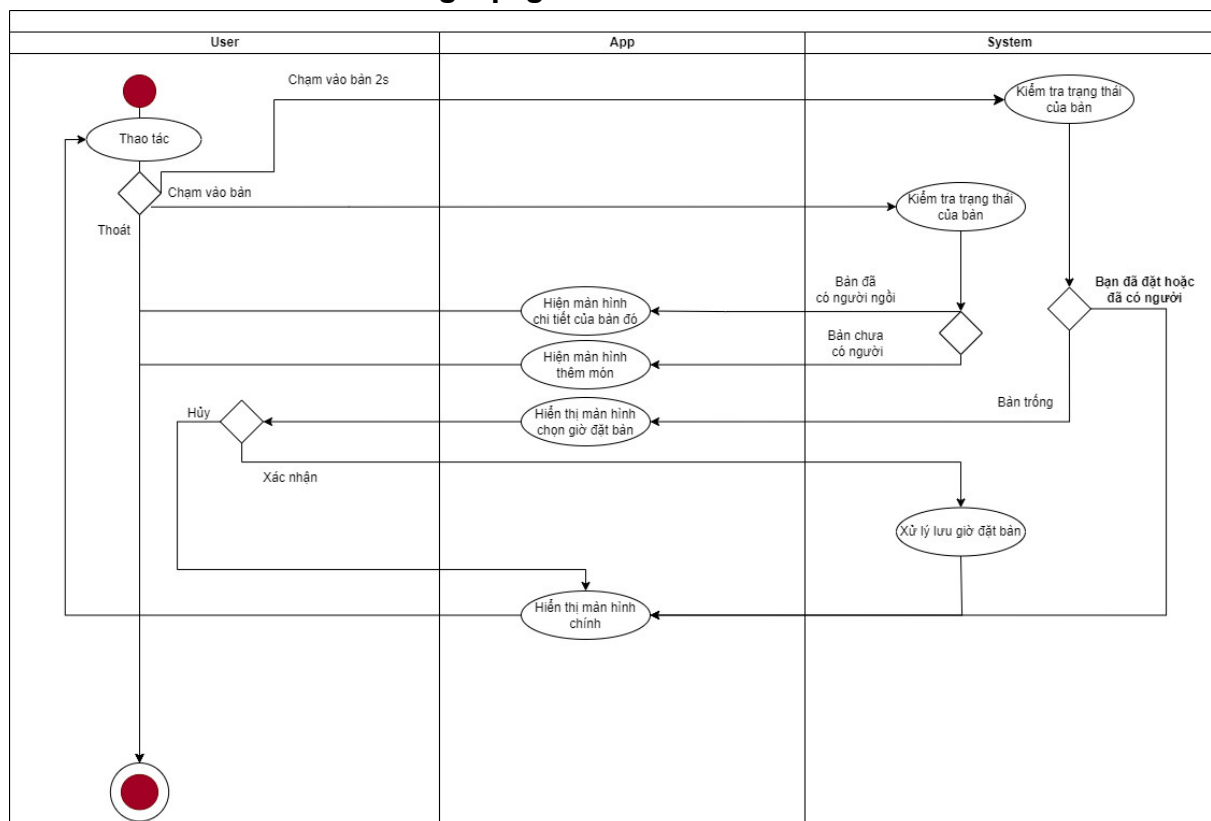 User
App
System
Chạm vào bàn 2s
Kiểm tra trạng thái
của bàn
Thao tác
Chạm vào bàn
Kiểm tra trạng thái
của bàn
Thoát
Bàn đã
có người ngồi
Bạn đã đặt hoặc
đã có người
Hiện màn hình
chi tiết của bàn đó
Bàn chưa
có người
Hiện màn hình
thêm món
Bàn trống
Hủy
Hiển thị màn hình
chọn giờ đặt bàn
Xác nhận
Xử lý lưu giờ đặt bàn
Hiển thị màn hình
chính